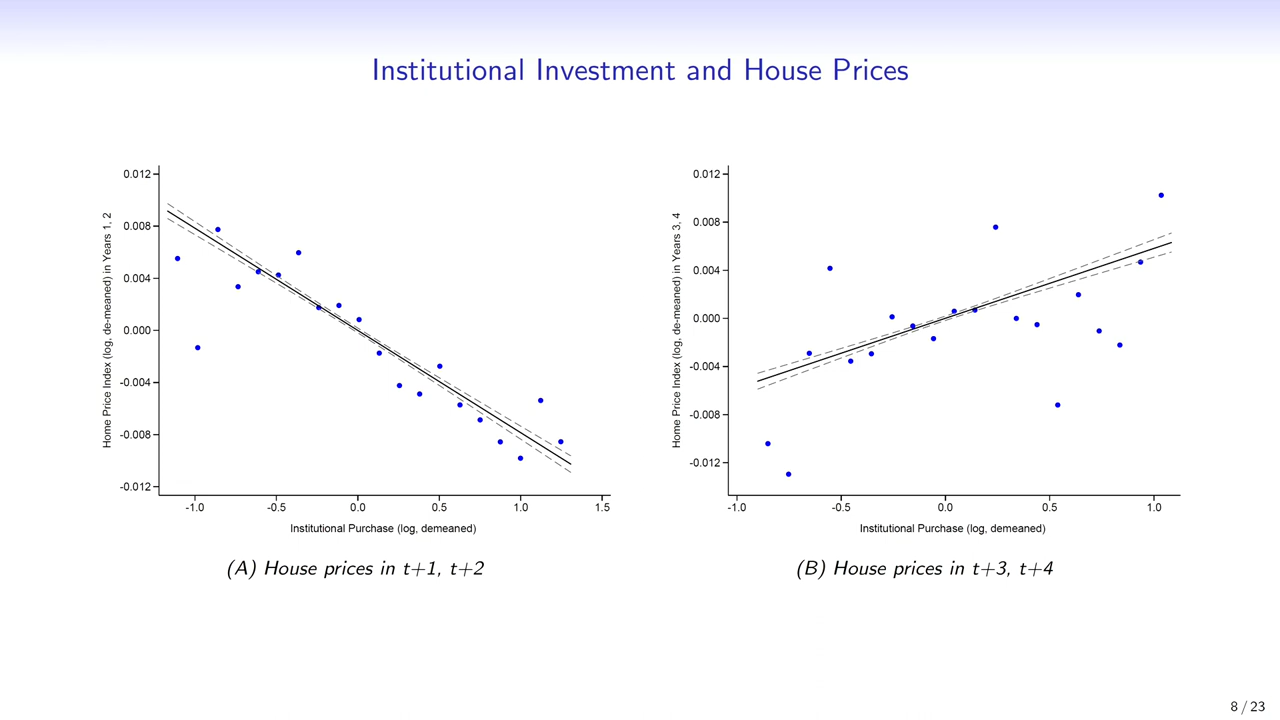 Institutional Investment and House Prices
Home Price Index (log, de-meaned) in Years 1, 2
0.012
0.008
0.004
0.000
-0.004
-0.008
-0.012
-1.0 -0.5 0.0 0.5 1.0 1.5
Institutional Purchase (log, demeaned)
(A) House prices in t+1, t+2
Home Price Index (log, de-meaned) in Years 3, 4
0.012
0.008
0.004
0.000
-0.004
-0.008
-0.012
-1.0 -0.5 0.0 0.5 1.0
Institutional Purchase (log, demeaned)
(B) House prices in t+3, t+4
8 / 23